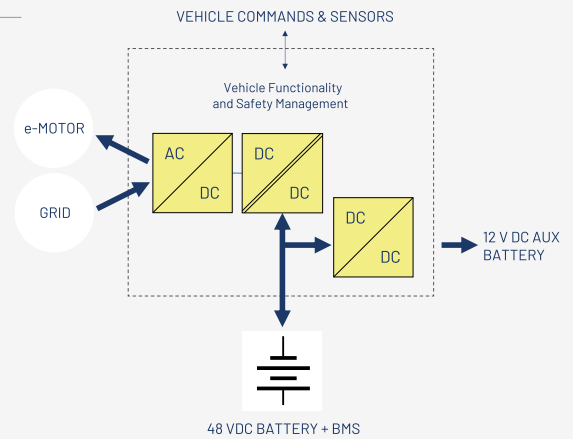 VEHICLE COMMANDS & SENSORS
Vehicle Functionality
and Safety Management
e-MOTOR
AC
DC
DC
DC
GRID
DC
DC
12 V DC AUX
BATTERY
48 VDC BATTERY + BMS